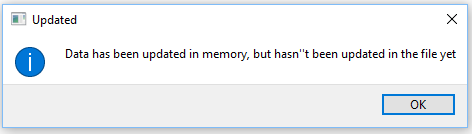 Updated
Data has been updated in memory, but hasn''t been updated in the file yet
OK